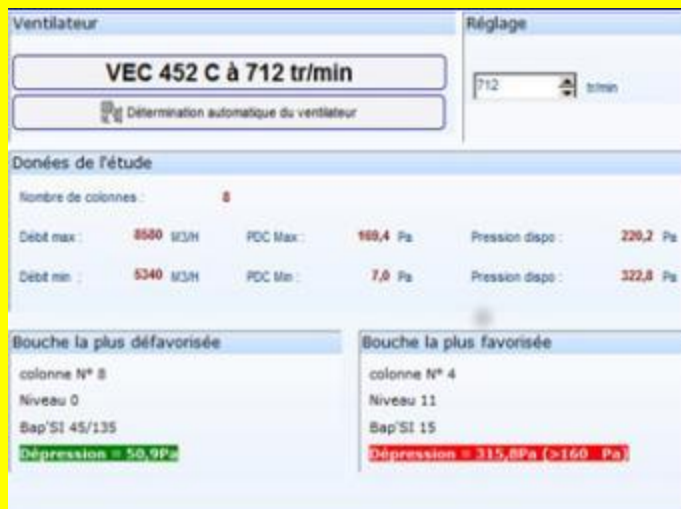 Ventilateur
Réglage
VEC 452 C à 712 tr/min
712 tr/min
Détermination automatique du ventilateur
Donées de l'étude
Nombre de colonnes : 8
Débit max : 8580 M3/H PDC Max : 169,4 Pa Pression dispo : 220,2 Pa
Débit min : 5340 M3/H PDC Min : 7,0 Pa Pression dispo : 322,8 Pa
Bouche la plus défavorisée
colonne N° 8
Niveau 0
Bap'SI 45/135
Dépression = 50,9Pa
Bouche la plus favorisée
colonne N° 4
Niveau 11
Bap'SI 15
Dépression = 315,8Pa (>160 Pa)